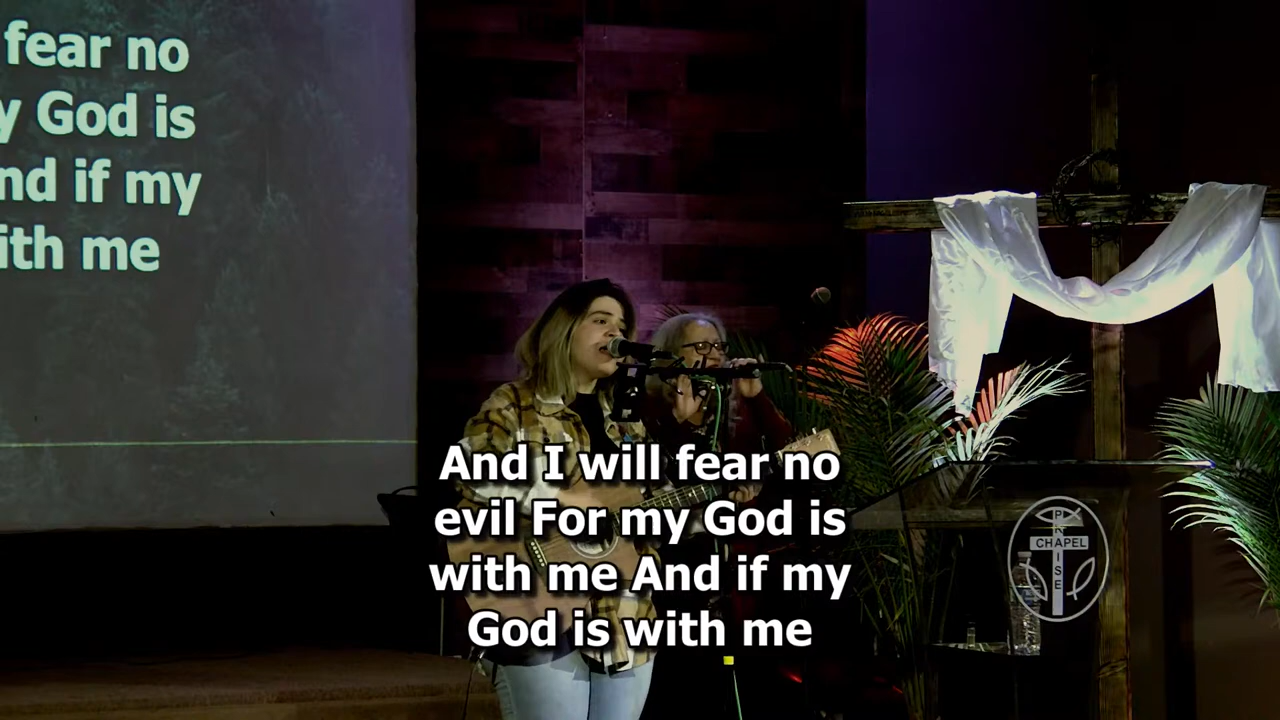 fear no
y God is
nd if my
ith me
And I will fear no
evil For my God is
with me And if my
God is with me
PRAISE
CHAPEL